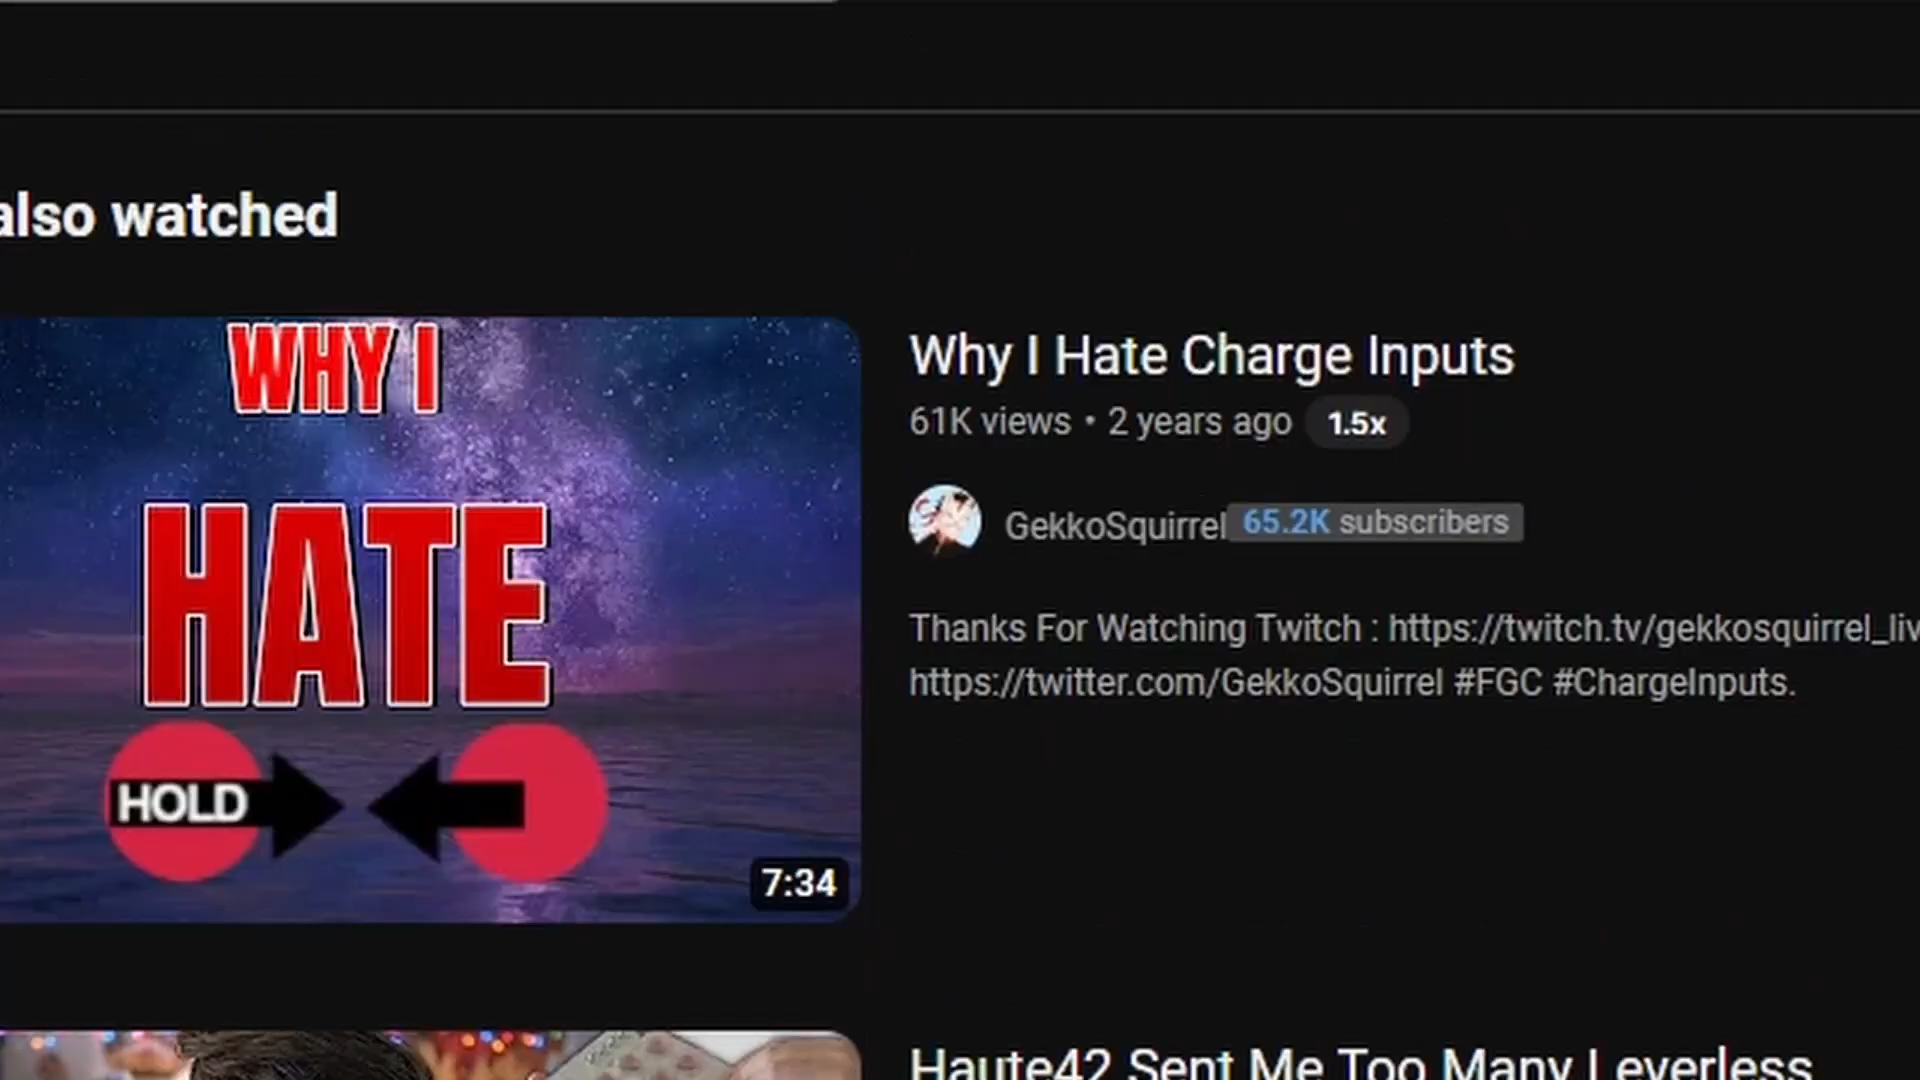 also watched
WHY I
HATE
HOLD
7:34
Why I Hate Charge Inputs
61K views • 2 years ago 1.5x
GekkoSquirrel 65.2K subscribers
Thanks For Watching Twitch : https://twitch.tv/gekkosquirrel_liv
https://twitter.com/GekkoSquirrel #FGC #ChargeInputs.
Haute42 Sent Me Too Many Leverless